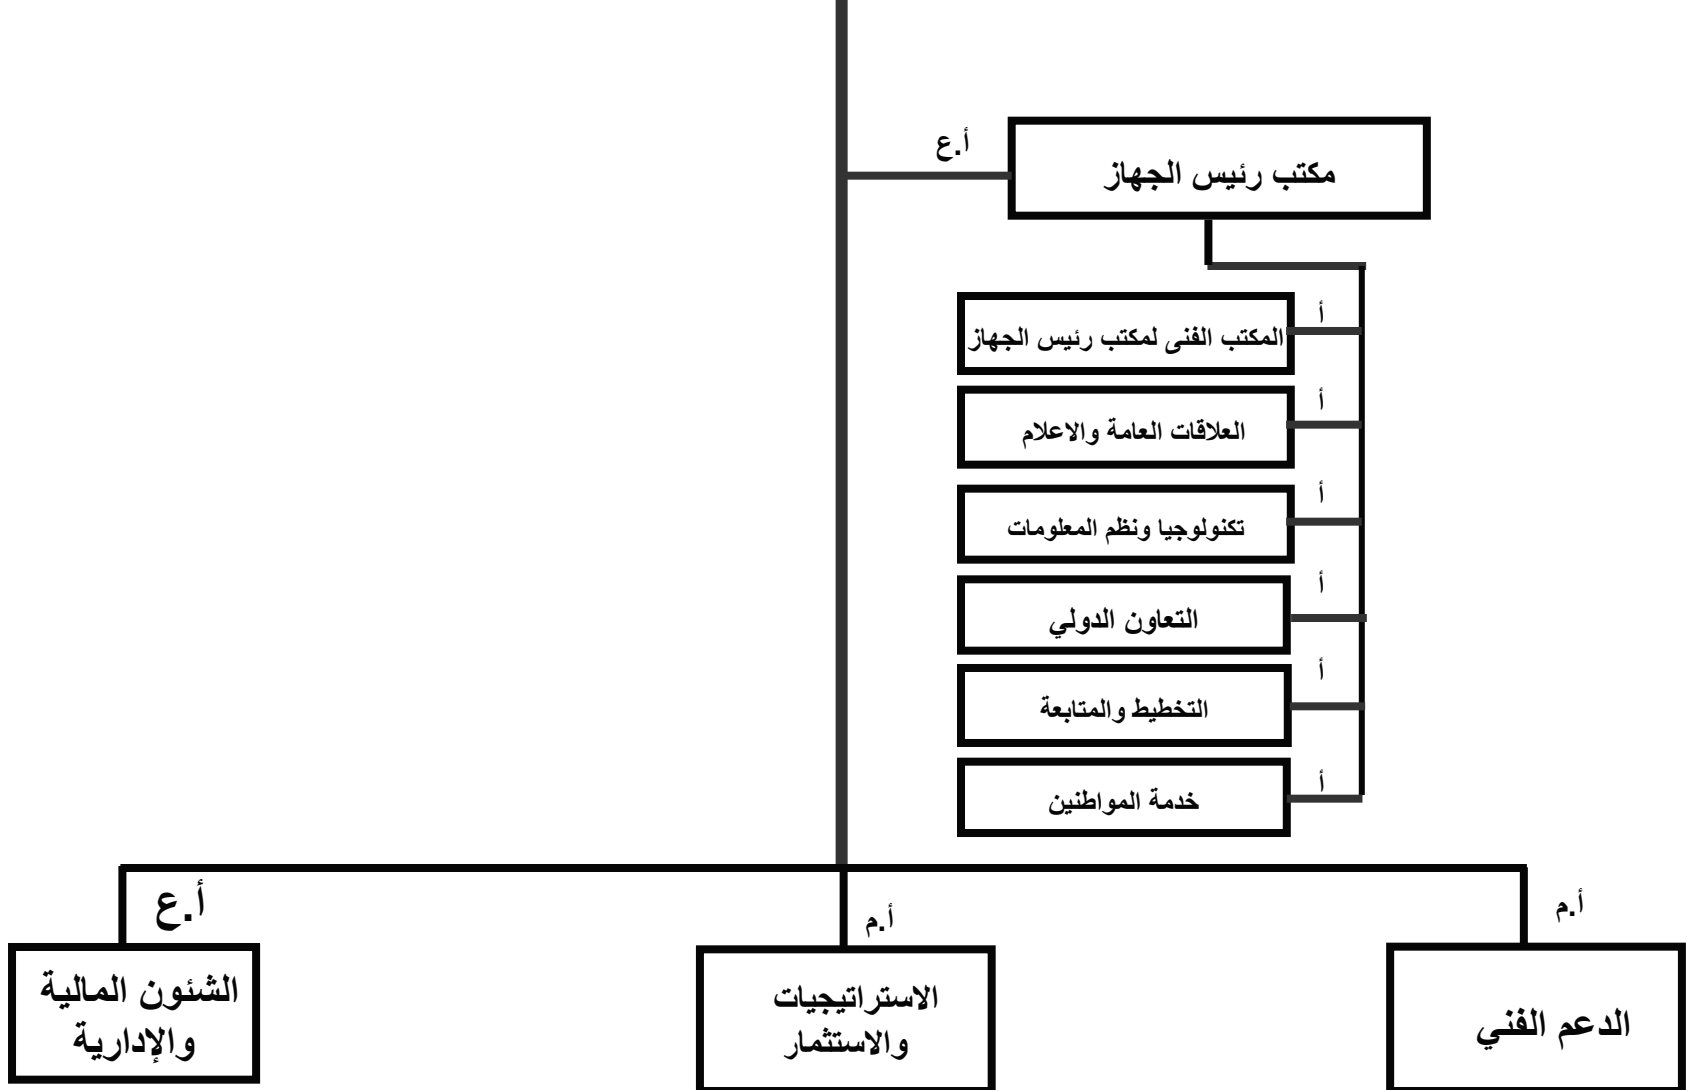 أ.ع
مكتب رئيس الجهاز
أ
المكتب الفنى لمكتب رئيس الجهاز
أ
العلاقات العامة والاعلام
أ
تكنولوجيا ونظم المعلومات
أ
التعاون الدولي
أ
التخطيط والمتابعة
أ
خدمة المواطنين
أ.م
الدعم الفني
أ.م
الاستراتيجيات
والاستثمار
أ.ع
الشئون المالية
والإدارية